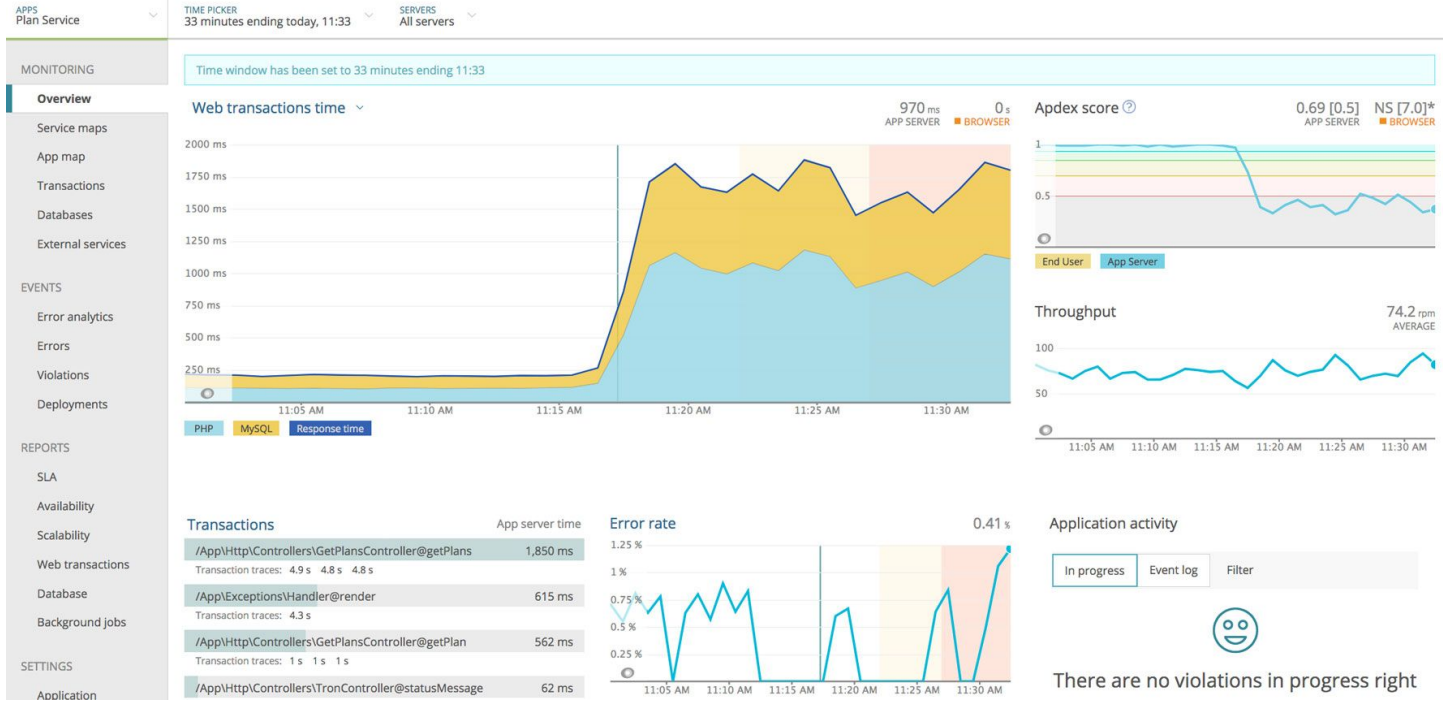 APPS
Plan Service
TIME PICKER
33 minutes ending today, 11:33
SERVERS
All servers
MONITORING
Overview
Service maps
App map
Transactions
Databases
External services
EVENTS
Error analytics
Errors
Violations
Deployments
REPORTS
SLA
Availability
Scalability
Web transactions
Database
Background jobs
SETTINGS
Application
Time window has been set to 33 minutes ending 11:33
Web transactions time
970 ms
APP SERVER
0 s
BROWSER
2000 ms
1750 ms
1500 ms
1250 ms
1000 ms
750 ms
500 ms
250 ms
11:05 AM 11:10 AM 11:15 AM 11:20 AM 11:25 AM 11:30 AM
PHP MySQL Response time
Apdex score ?
0.69 [0.5]
APP SERVER
NS [7.0]*
BROWSER
1
0.5
End User App Server
Throughput
74.2 rpm
AVERAGE
100
50
11:05 AM 11:10 AM 11:15 AM 11:20 AM 11:25 AM 11:30 AM
Transactions App server time
/App\Http\Controllers\GetPlansController@getPlans 1,850 ms
Transaction traces: 4.9 s 4.8 s 4.8 s
/App\Exceptions\Handler@render 615 ms
Transaction traces: 4.3 s
/App\Http\Controllers\GetPlansController@getPlan 562 ms
Transaction traces: 1 s 1 s 1 s
/App\Http\Controllers\TronController@statusMessage 62 ms
Error rate 0.41 %
1.25 %
1 %
0.75 %
0.5 %
0.25 %
11:05 AM 11:10 AM 11:15 AM 11:20 AM 11:25 AM 11:30 AM
Application activity
In progress Event log Filter
There are no violations in progress right